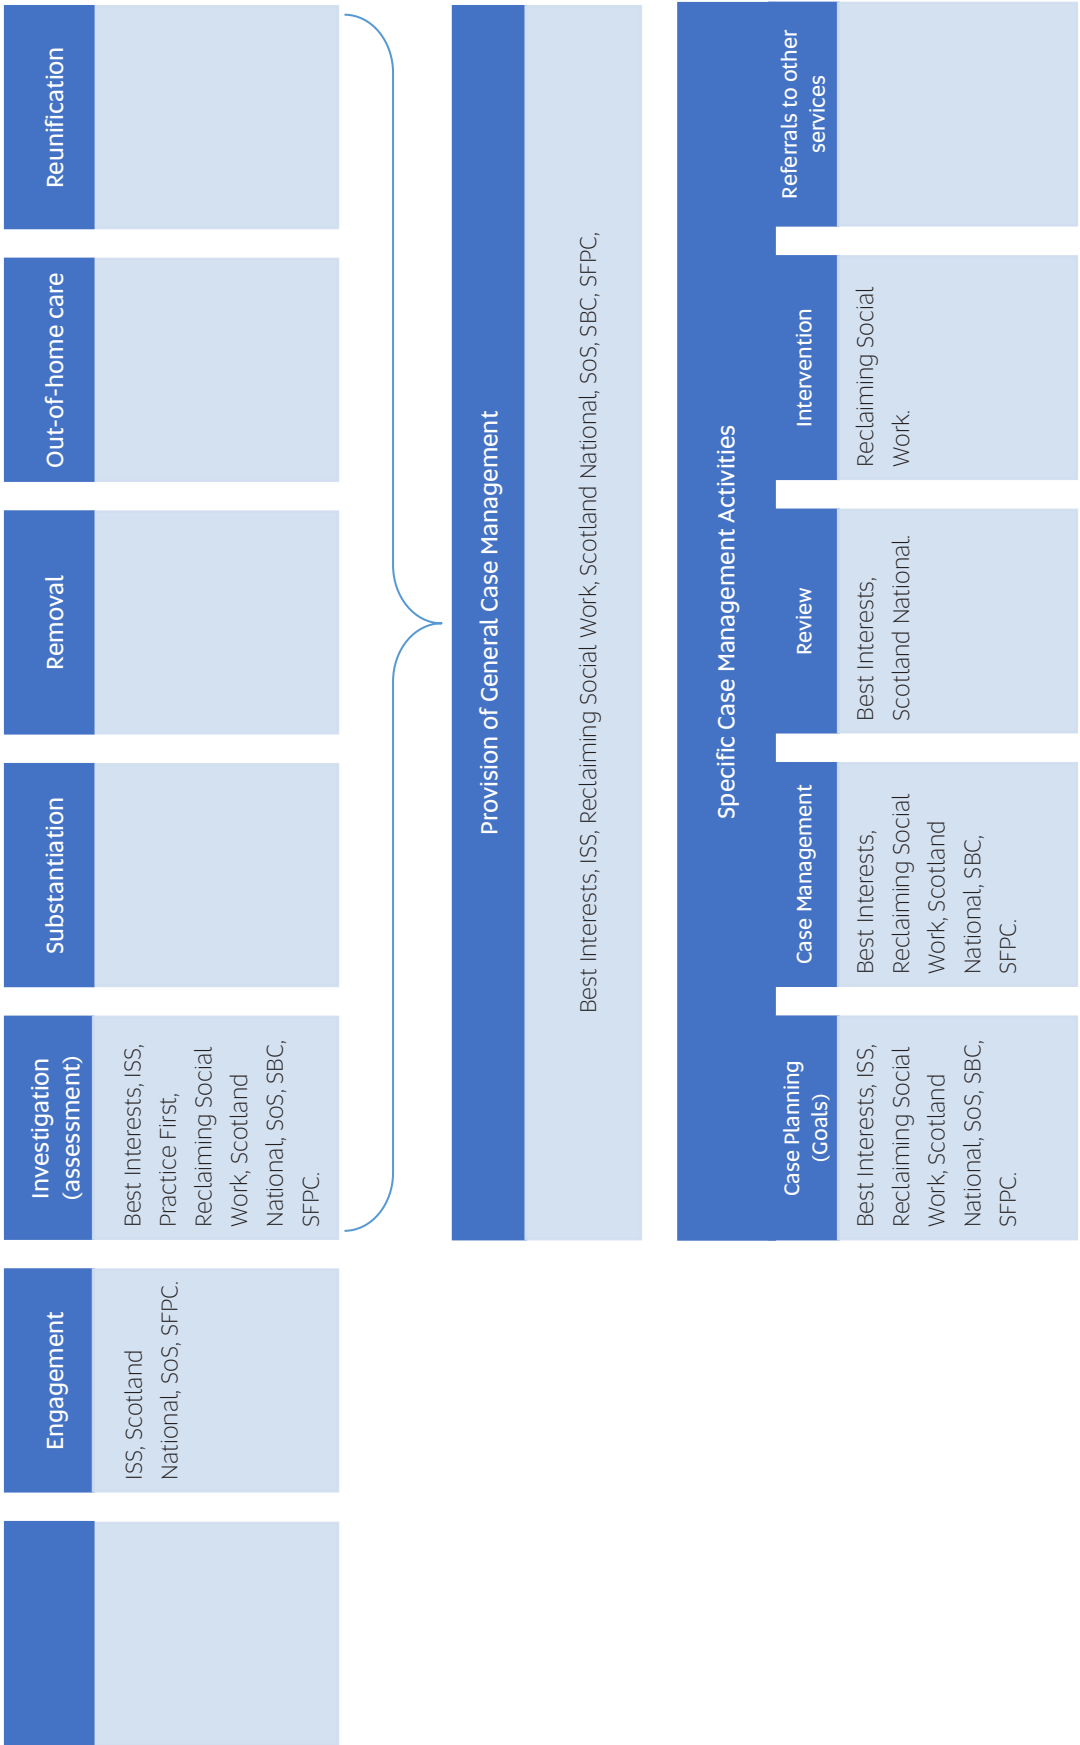 Engagement
ISS, Scotland
National, SoS, SFPC.
Investigation
(assessment)
Best Interests, ISS,
Practice First,
Reclaiming Social
Work, Scotland
National, SoS, SBC,
SFPC.
Substantiation
Removal
Out-of-home care
Reunification
Provision of General Case Management
Best Interests, ISS, Reclaiming Social Work, Scotland National, SoS, SBC, SFPC,
Specific Case Management Activities
Case Planning
(Goals)
Best Interests, ISS,
Reclaiming Social
Work, Scotland
National, SoS, SBC,
SFPC.
Case Management
Best Interests,
Reclaiming Social
Work, Scotland
National, SBC,
SFPC.
Review
Best Interests,
Scotland National.
Intervention
Reclaiming Social
Work.
Referrals to other
services